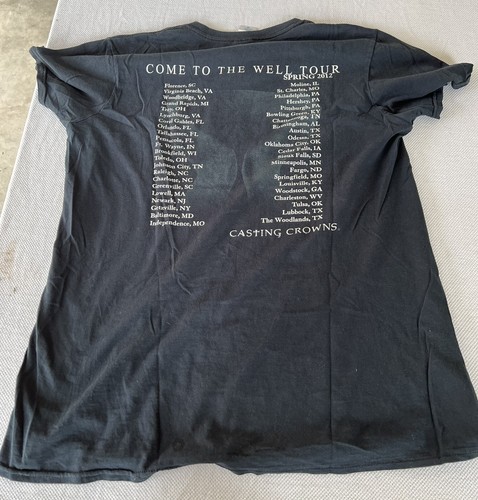 COME TO THE WELL TOUR
SPRING 2012
Florence, SC
Virginia Beach, VA
Woodbridge, VA
Grand Rapids, MI
Troy, OH
Lynchburg, VA
Coral Gables, FL
Orlando, FL
Tallahassee, FL
Pensacola, FL
Ft. Wayne, IN
Brookfield, WI
Toledo, OH
Johnson City, TN
Raleigh, NC
Charlotte, NC
Greenville, SC
Lowell, MA
Newark, NJ
Getzville, NY
Baltimore, MD
Independence, MO
Moline, IL
St. Charles, MO
Philadelphia, PA
Hershey, PA
Pittsburgh, PA
Bowling Green, KY
Chattanooga, TN
Birmingham, AL
Austin, TX
Odessa, TX
Oklahoma City, OK
Cedar Falls, IA
Sioux Falls, SD
Minneapolis, MN
Fargo, ND
Springfield, MO
Louisville, KY
Woodstock, GA
Charleston, WV
Tulsa, OK
Lubbock, TX
The Woodlands, TX
CASTING CROWNS